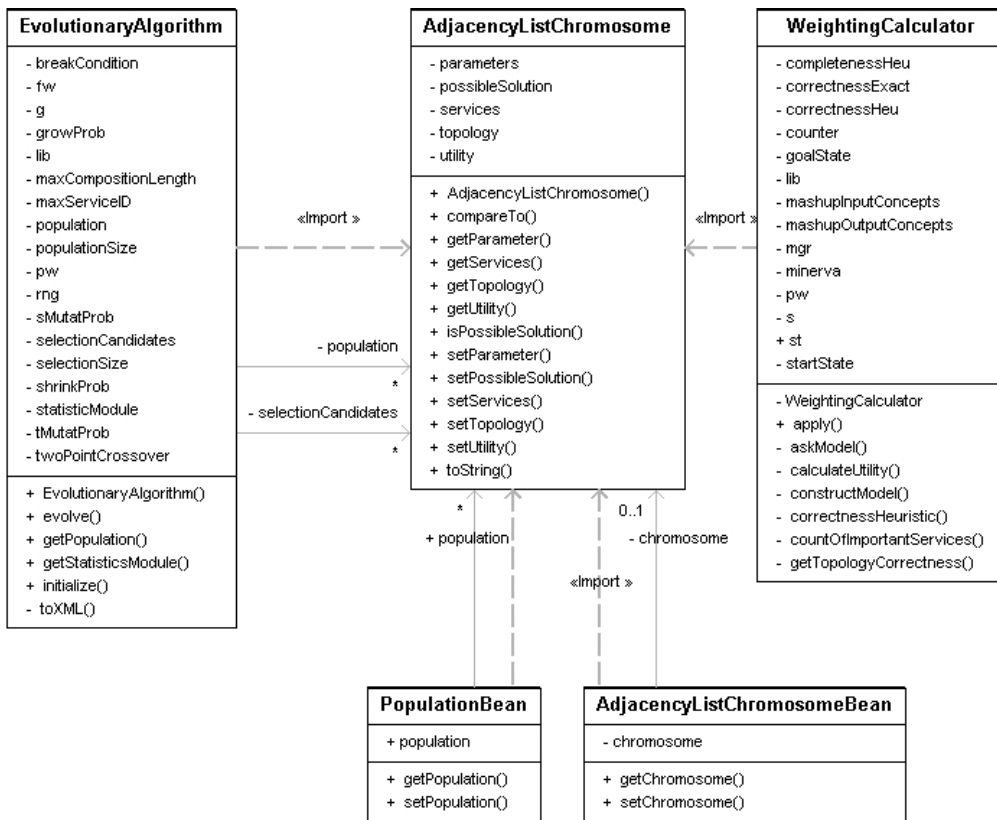 EvolutionaryAlgorithm
- breakCondition
- fw
- g
- growProb
- lib
- maxCompositionLength
- maxServiceID
- population
- populationSize
- pw
- rng
- sMutatProb
- selectionCandidates
- selectionSize
- shrinkProb
- statisticModule
- tMutatProb
- twoPointCrossover
+ EvolutionaryAlgorithm()
+ evolve()
+ getPopulation()
+ getStatisticsModule()
+ initialize()
- toXML()
«Import »
- population
*
- selectionCandidates
*
AdjacencyListChromosome
- parameters
- possibleSolution
- services
- topology
- utility
+ AdjacencyListChromosome()
+ compareTo()
+ getParameter()
+ getServices()
+ getTopology()
+ getUtility()
+ isPossibleSolution()
+ setParameter()
+ setPossibleSolution()
+ setServices()
+ setTopology()
+ setUtility()
+ toString()
«Import »
WeightingCalculator
- completenessHeu
- correctnessExact
- correctnessHeu
- counter
- goalState
- lib
- mashupInputConcepts
- mashupOutputConcepts
- mgr
- minerva
- pw
- s
+ st
- startState
- WeightingCalculator
+ apply()
- askModel()
- calculateUtility()
- constructModel()
- correctnessHeuristic()
- countOfImportantServices()
- getTopologyCorrectness()
*
+ population
0..1
- chromosome
«Import »
PopulationBean
+ population
+ getPopulation()
+ setPopulation()
AdjacencyListChromosomeBean
- chromosome
+ getChromosome()
+ setChromosome()